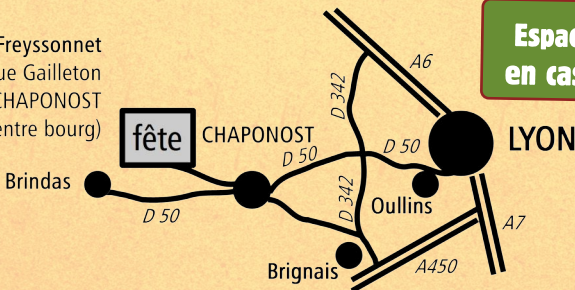 Freyssonnet
ue Gailleton
CHAPONOST
entre bourg)
Espac
en cas
A6
D 342
fête
CHAPONOST
D 50
D 50
LYON
Brindas
D 50
D 342
Oullins
A7
Brignais
A450